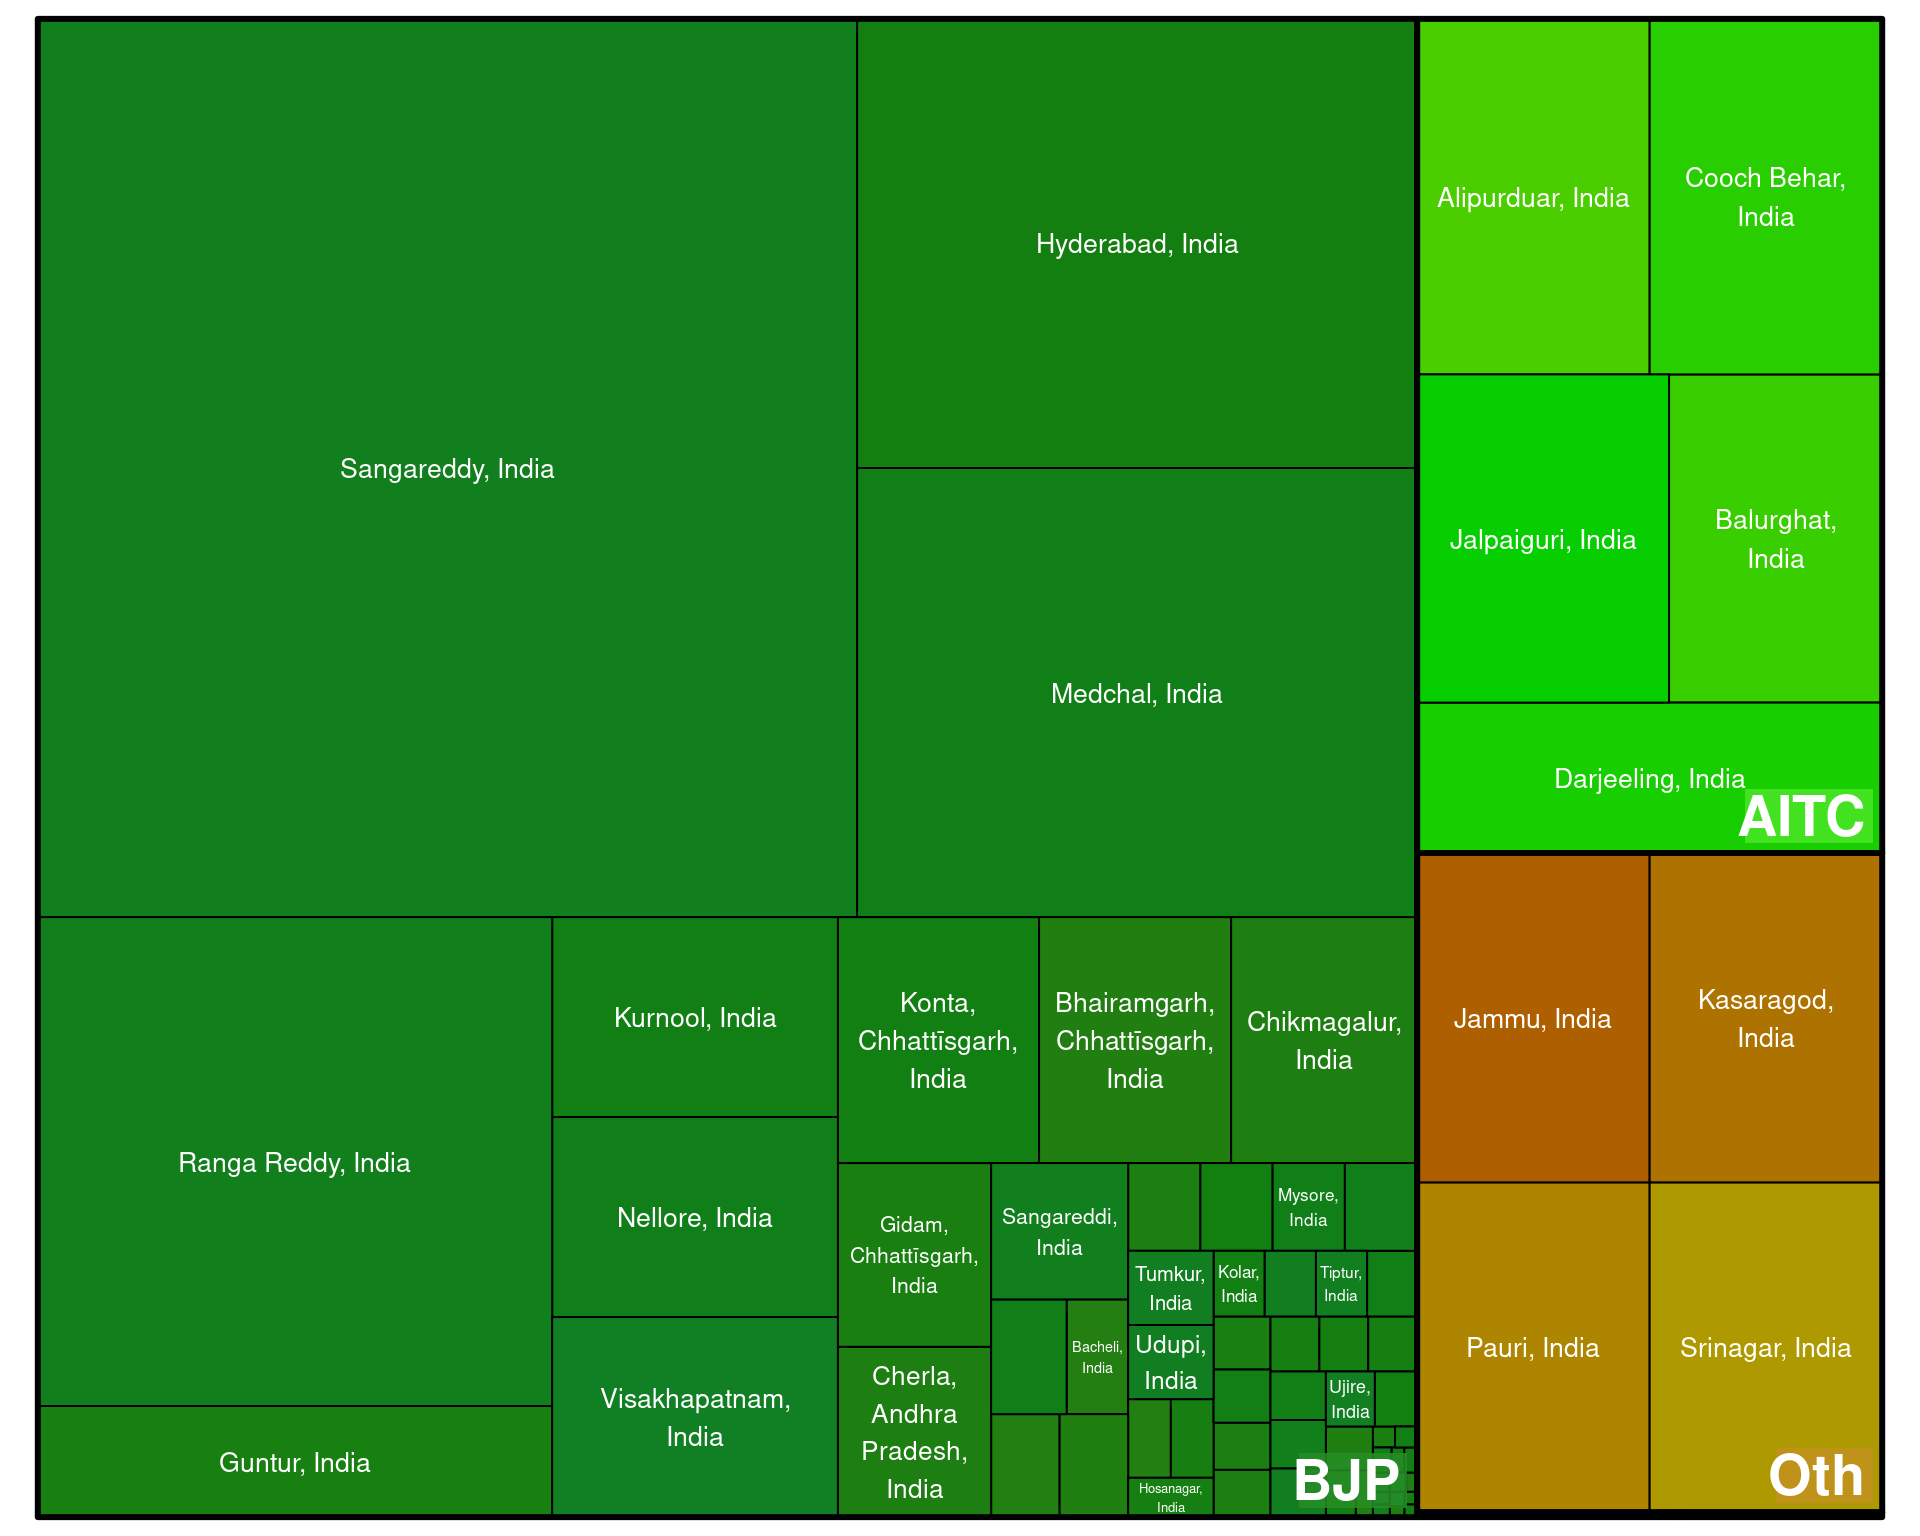 Sangareddy, India
Hyderabad, India
Medchal, India
Ranga Reddy, India
Guntur, India
Kurnool, India
Nellore, India
Visakhapatnam,
India
Konta,
Chhattīsgarh,
India
Bhairamgarh,
Chhattīsgarh,
India
Chikmagalur,
India
Gidam,
Chhattīsgarh,
India
Cherla,
Andhra
Pradesh,
India
Sangareddi,
India
Bacheli,
India
Mysore,
India
Tumkur,
India
Udupi,
India
Hosanagar,
India
Kolar,
India
Tiptur,
India
Ujire,
India
BJP
Alipurduar, India
Cooch Behar,
India
Jalpaiguri, India
Balurghat,
India
Darjeeling, India
AITC
Jammu, India
Kasaragod,
India
Pauri, India
Srinagar, India
Oth